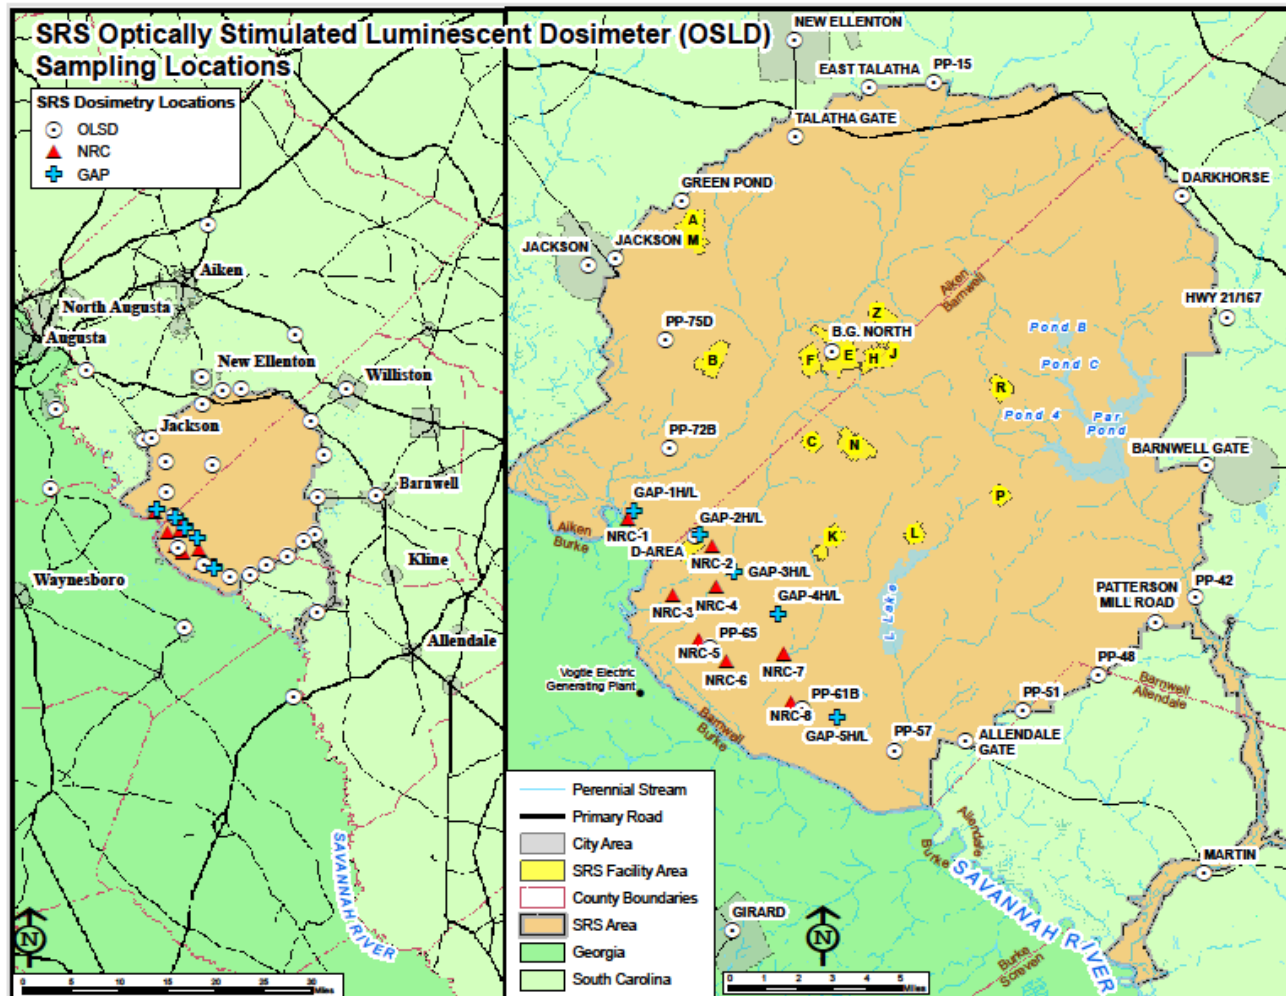 SRS Optically Stimulated Luminescent Dosimeter (OSLD)
Sampling Locations
SRS Dosimetry Locations
OLSD
NRC
GAP
Aiken
North Augusta
Augusta
New Ellenton
Williston
Jackson
Barnwell
Waynesboro
Kline
Allendale
SAVANNAH RIVER
N
0 5 10 15 20 30
Miles
NEW ELLENTON
EAST TALATHA
PP-15
TALATHA GATE
GREEN POND
DARKHORSE
A
M
JACKSON
JACKSON
Aiken
Barnwell
HWY 21/167
Z
PP-75D
B.G. NORTH
Pond B
B
F
E
H
J
Pond C
R
Pond 4
Par
Pond
PP-72B
C
N
BARNWELL GATE
GAP-1H/L
P
NRC-1
GAP-2H/L
Aiken
Burke
D-AREA
K
L
NRC-2
GAP-3H/L
NRC-3
NRC-4
GAP-4H/L
L Lake
PATTERSON
MILL ROAD
PP-42
PP-65
NRC-5
NRC-6
NRC-7
Vogtle Electric
Generating Plant
PP-48
Barnwell
Allendale
PP-61B
NRC-8
PP-51
Barnwell
Burke
GAP-5H/L
PP-57
ALLENDALE
GATE
Perennial Stream
Primary Road
City Area
SRS Facility Area
County Boundaries
SRS Area
Georgia
South Carolina
Allendale
Burke
MARTIN
SAVANNAH RIVER
GIRARD
N
Burke
Screven
0 1 2 3 4 5
Miles